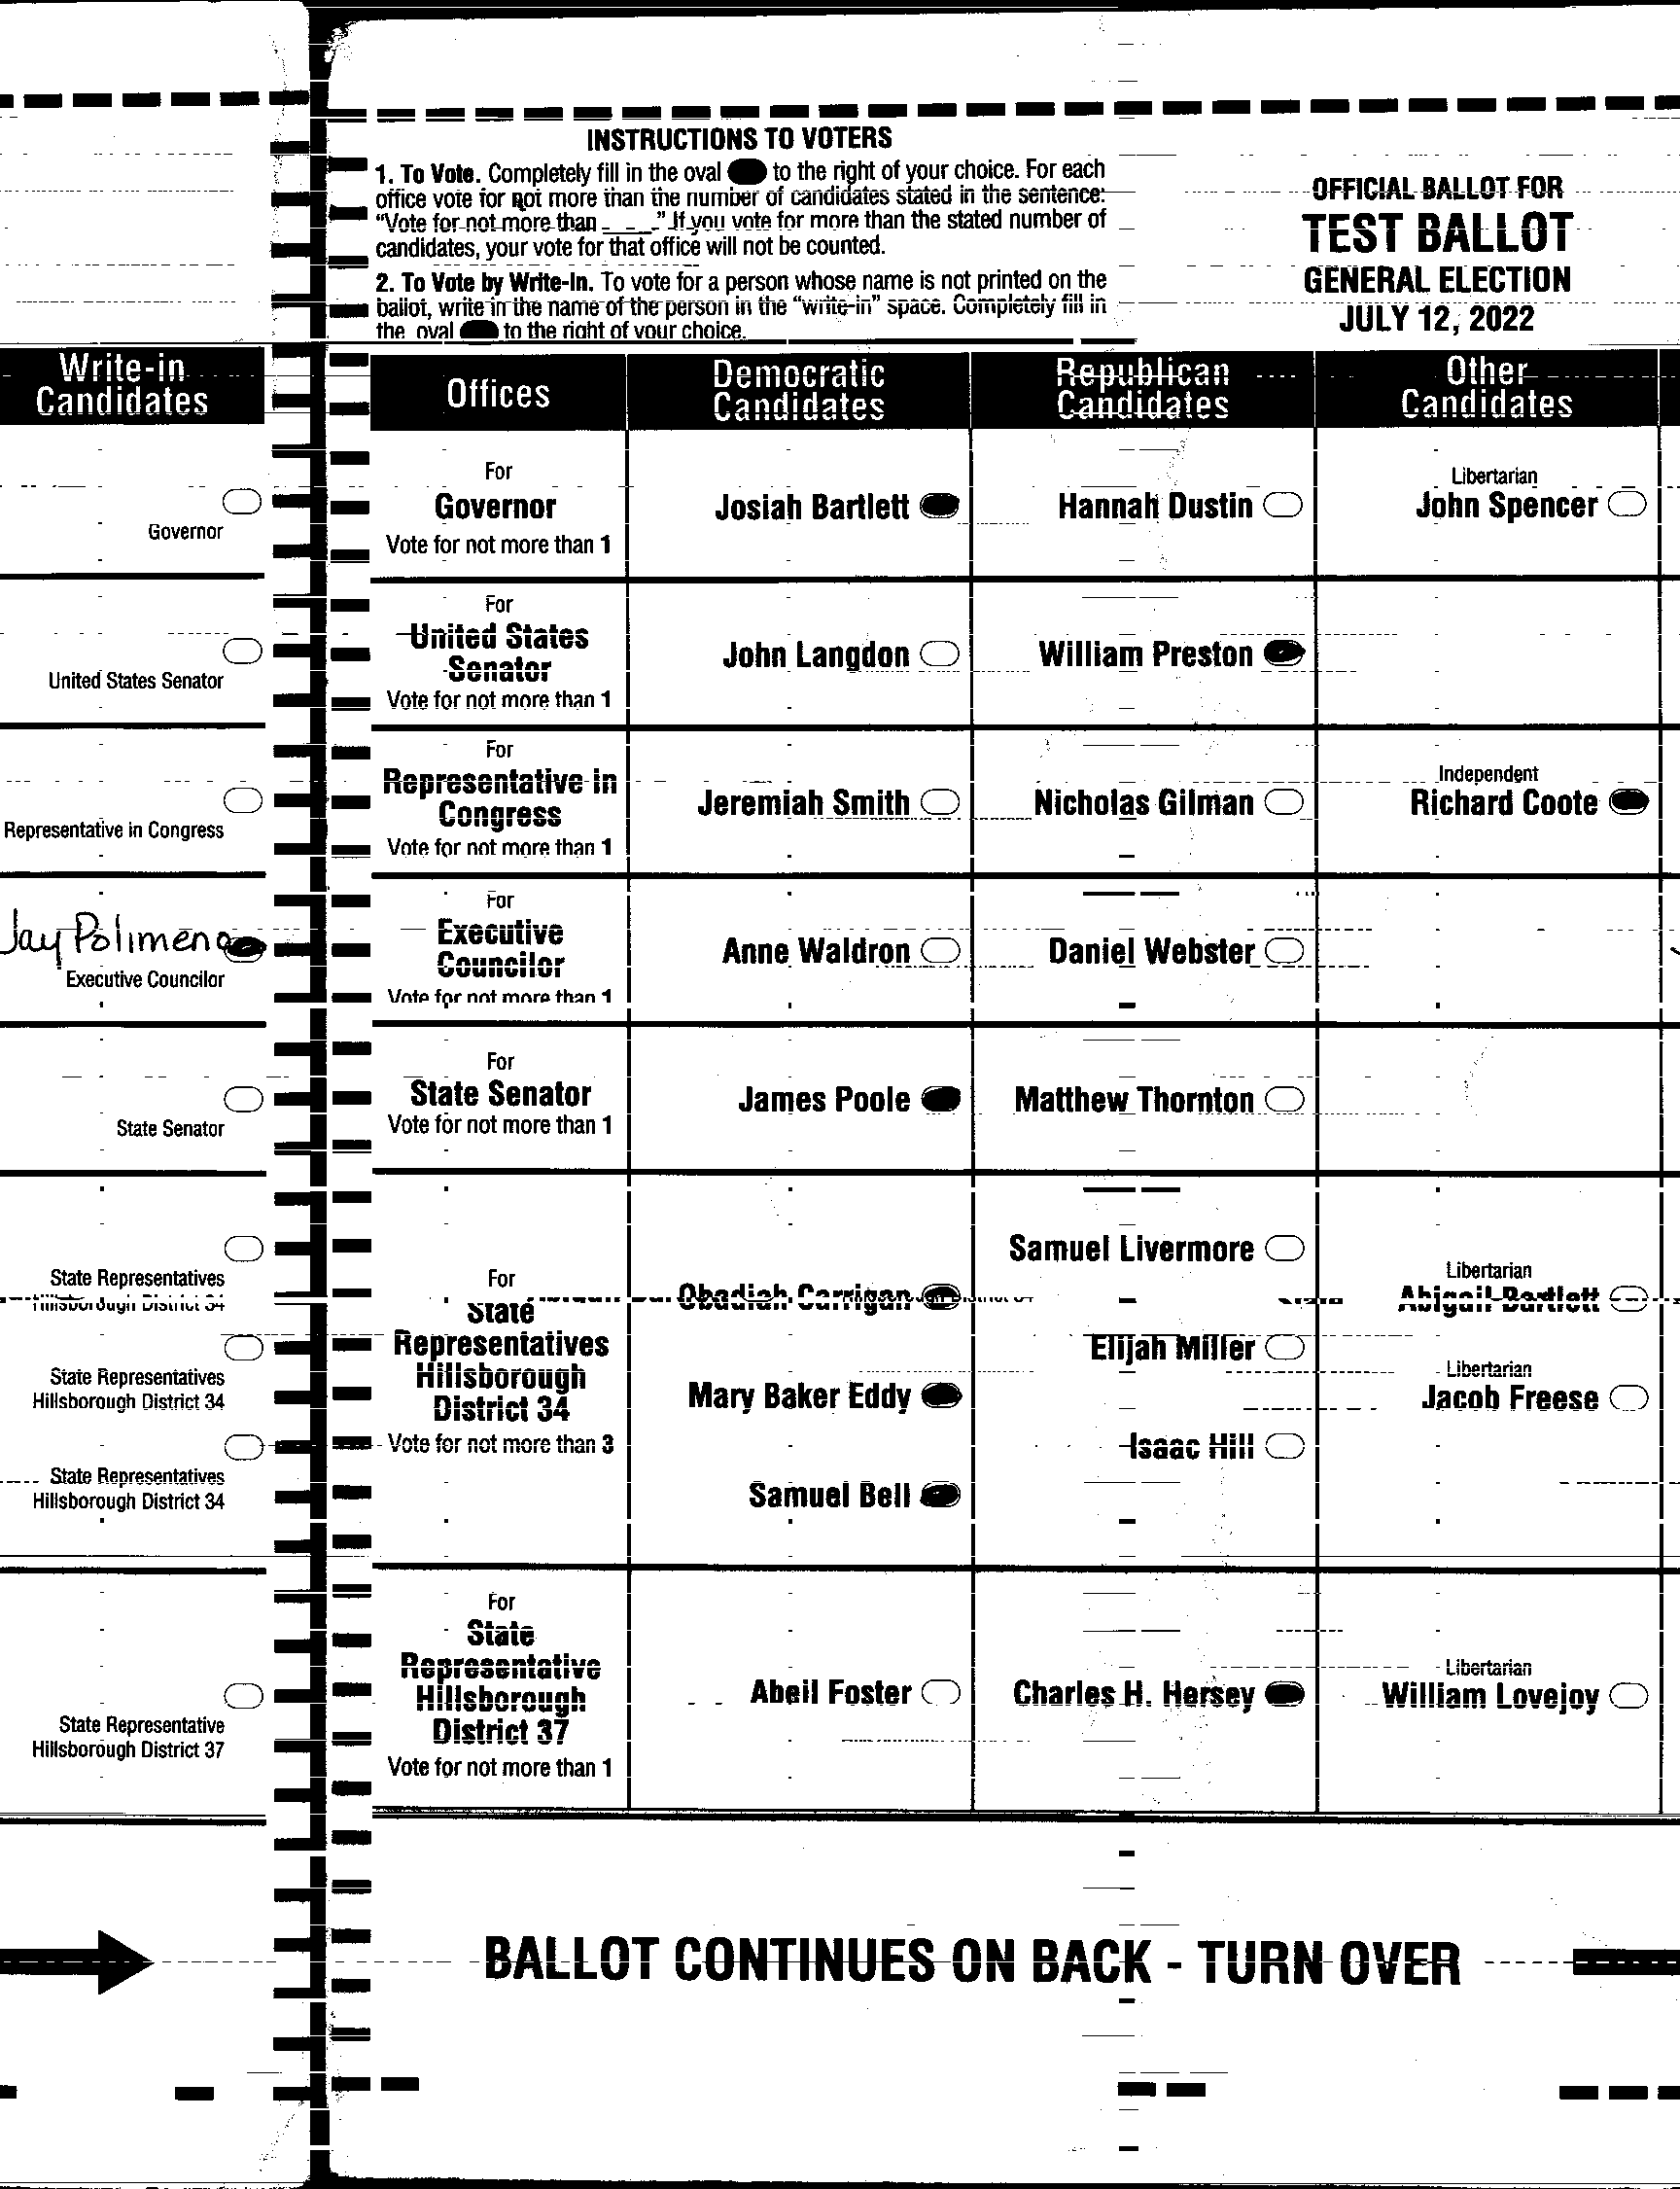 Write-in
Candidates
Governor
United States Senator
Representative in Congress
Jay Polimeno
Executive Councilor
State Senator
State Representatives
Hillsborough District 34
State Representatives
Hillsborough District 34
State Representatives
Hillsborough District 34
State Representative
Hillsborough District 37
INSTRUCTIONS TO VOTERS
1. To Vote. Completely fill in the oval to the right of your choice. For each
office vote for not more than the number of candidates stated in the sentence:
"Vote for not more than _ _ _." If you vote for more than the stated number of
candidates, your vote for that office will not be counted.
2. To Vote by Write-In. To vote for a person whose name is not printed on the
ballot, write in the name of the person in the "write-in" space. Completely fill in
the oval to the right of your choice.
OFFICIAL BALLOT FOR
TEST BALLOT
GENERAL ELECTION
JULY 12, 2022
Offices
Democratic
Candidates
Republican
Candidates
Other
Candidates
For
Governor
Vote for not more than 1
Josiah Bartlett
Hannah Dustin
Libertarian
John Spencer
For
United States
Senator
Vote for not more than 1
John Langdon
William Preston
For
Representative in
Congress
Vote for not more than 1
Jeremiah Smith
Nicholas Gilman
Independent
Richard Coote
For
Executive
Councilor
Vote for not more than 1
Anne Waldron
Daniel Webster
For
State Senator
Vote for not more than 1
James Poole
Matthew Thornton
For
State
Representatives
Hillsborough
District 34
Vote for not more than 3
Obadiah Carrigan
Mary Baker Eddy
Samuel Bell
Samuel Livermore
Elijah Miller
Isaac Hill
Libertarian
Abigail Bartlett
Libertarian
Jacob Freese
For
State
Representative
Hillsborough
District 37
Vote for not more than 1
Abeil Foster
Charles H. Hersey
Libertarian
William Lovejoy
BALLOT CONTINUES ON BACK - TURN OVER